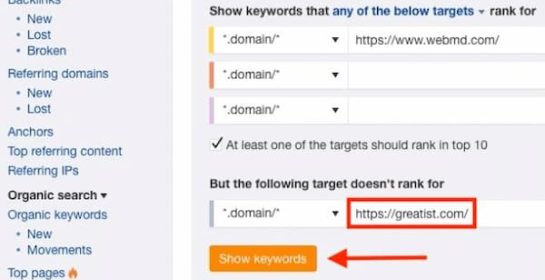 Backlinks
New
Lost
Broken
Referring domains
New
Lost
Anchors
Top referring content
Referring IPs
Organic search
Organic keywords
New
Movements
Top pages
Show keywords that any of the below targets rank for
*.domain/* https://www.webmd.com/
*.domain/*
*.domain/*
At least one of the targets should rank in top 10
But the following target doesn't rank for
*.domain/* https://greatist.com/
Show keywords